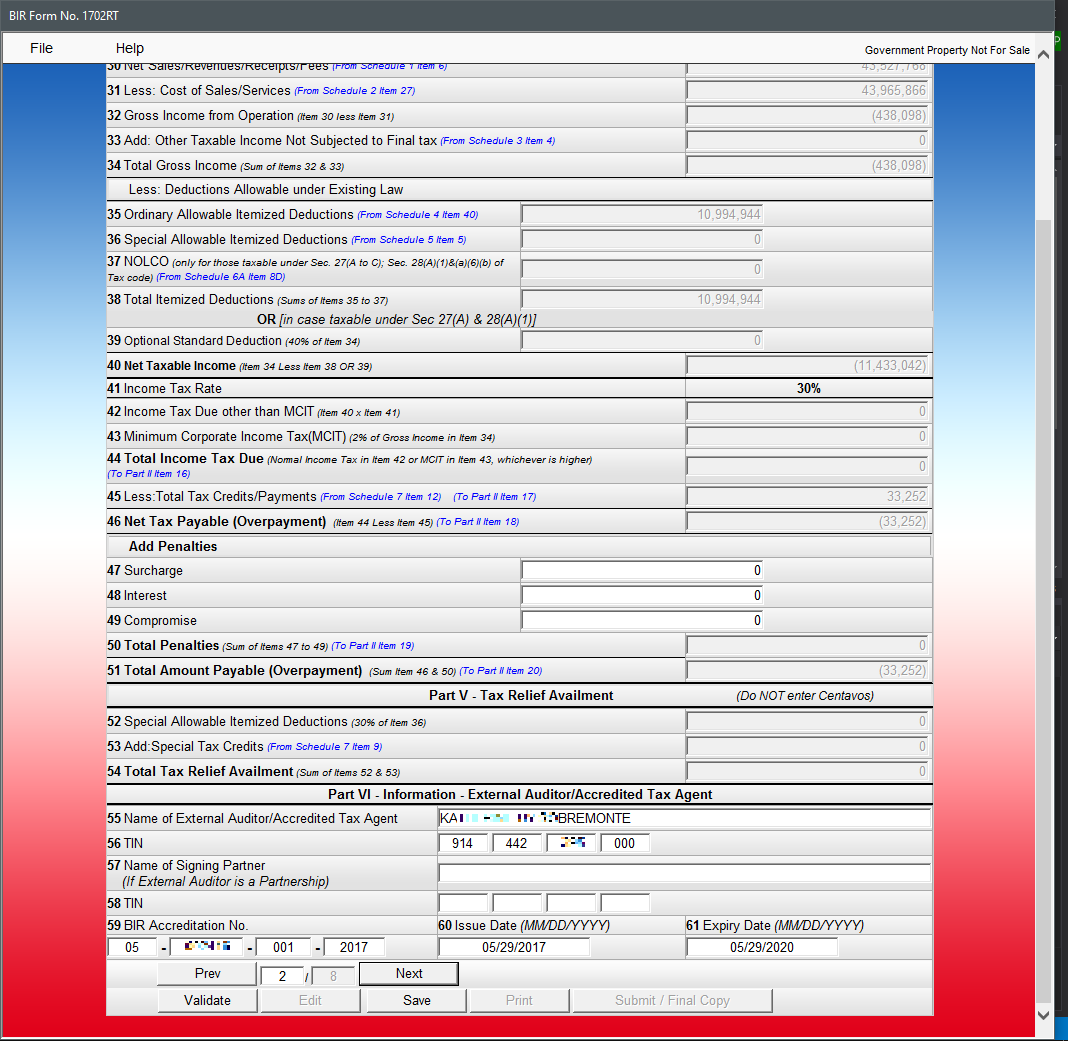 BIR Form No. 1702RT
File Help Government Property Not For Sale
30 Net Sales/Revenues/Receipts/Fees (From Schedule 1 Item 6) 43,527,768
31 Less: Cost of Sales/Services (From Schedule 2 Item 27) 43,965,866
32 Gross Income from Operation (Item 30 less Item 31) (438,098)
33 Add: Other Taxable Income Not Subjected to Final tax (From Schedule 3 Item 4) 0
34 Total Gross Income (Sum of Items 32 & 33) (438,098)
Less: Deductions Allowable under Existing Law
35 Ordinary Allowable Itemized Deductions (From Schedule 4 Item 40) 10,994,944
36 Special Allowable Itemized Deductions (From Schedule 5 Item 5) 0
37 NOLCO (only for those taxable under Sec. 27(A to C); Sec. 28(A)(1)&(a)(6)(b) of
Tax code) (From Schedule 6A Item 8D) 0
38 Total Itemized Deductions (Sums of Items 35 to 37) 10,994,944
OR [in case taxable under Sec 27(A) & 28(A)(1)]
39 Optional Standard Deduction (40% of Item 34) 0
40 Net Taxable Income (Item 34 Less Item 38 OR 39) (11,433,042)
41 Income Tax Rate 30%
42 Income Tax Due other than MCIT (Item 40 x Item 41) 0
43 Minimum Corporate Income Tax(MCIT) (2% of Gross Income in Item 34) 0
44 Total Income Tax Due (Normal Income Tax in Item 42 or MCIT in Item 43, whichever is higher)
(To Part II Item 16) 0
45 Less:Total Tax Credits/Payments (From Schedule 7 Item 12) (To Part II Item 17) 33,252
46 Net Tax Payable (Overpayment) (Item 44 Less Item 45) (To Part II Item 18) (33,252)
Add Penalties
47 Surcharge 0
48 Interest 0
49 Compromise 0
50 Total Penalties (Sum of Items 47 to 49) (To Part II Item 19) 0
51 Total Amount Payable (Overpayment) (Sum Item 46 & 50) (To Part II Item 20) (33,252)
Part V - Tax Relief Availment (Do NOT enter Centavos)
52 Special Allowable Itemized Deductions (30% of Item 36) 0
53 Add:Special Tax Credits (From Schedule 7 Item 9) 0
54 Total Tax Relief Availment (Sum of Items 52 & 53) 0
Part VI - Information - External Auditor/Accredited Tax Agent
55 Name of External Auditor/Accredited Tax Agent KA BREMONTE
56 TIN 914 442 000
57 Name of Signing Partner
(If External Auditor is a Partnership)
58 TIN
59 BIR Accreditation No. 60 Issue Date (MM/DD/YYYY) 61 Expiry Date (MM/DD/YYYY)
05 - - 001 - 2017 05/29/2017 05/29/2020
Prev 2 / 8 Next
Validate Edit Save Print Submit / Final Copy